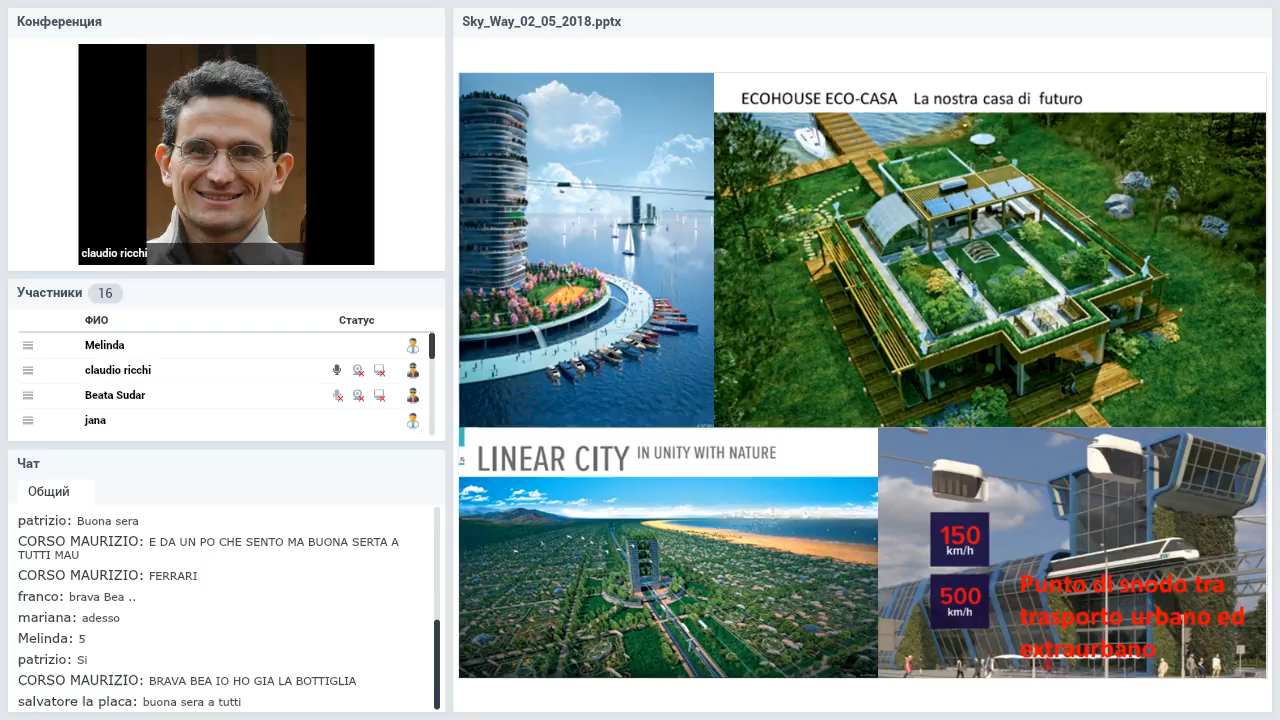 Конференция
claudio ricchi
Участники 16
ФИО Статус
Melinda
claudio ricchi
Beata Sudar
jana
Чат
Общий
patrizio: Buona sera
CORSO MAURIZIO: E DA UN PO CHE SENTO MA BUONA SERTA A
TUTTI MAU
CORSO MAURIZIO: FERRARI
franco: brava Bea ..
mariana: adesso
Melinda: 5
patrizio: Si
CORSO MAURIZIO: BRAVA BEA IO HO GIA LA BOTTIGLIA
salvatore la placa: buona sera a tutti
Sky_Way_02_05_2018.pptx
ECOHOUSE ECO-CASA La nostra casa di futuro
LINEAR CITY IN UNITY WITH NATURE
150
km/h
500
km/h
Punto di snodo tra
trasporto urbano ed
extraurbano